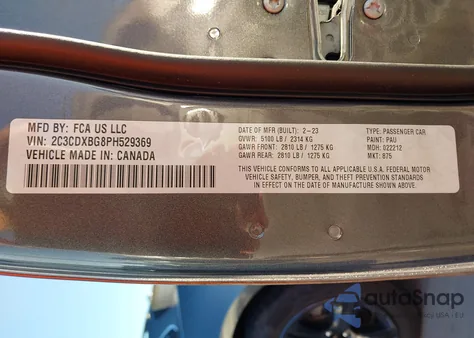 MFD BY: FCA US LLC
VIN: 2C3CDXBG8PH529369
VEHICLE MADE IN: CANADA
DATE OF MFR (BUILT): 2-23
GVWR: 5100 LB / 2314 KG
GAWR FRONT: 2810 LB / 1275 KG
GAWR REAR: 2810 LB / 1275 KG
TYPE: PASSENGER CAR
PAINT: PAU
MDH: 022212
MKT: 875
THIS VEHICLE CONFORMS TO ALL APPLICABLE U.S.A. FEDERAL MOTOR
VEHICLE SAFETY, BUMPER, AND THEFT PREVENTION STANDARDS
IN EFFECT ON THE DATE OF MANUFACTURE SHOWN ABOVE.
autoSnap